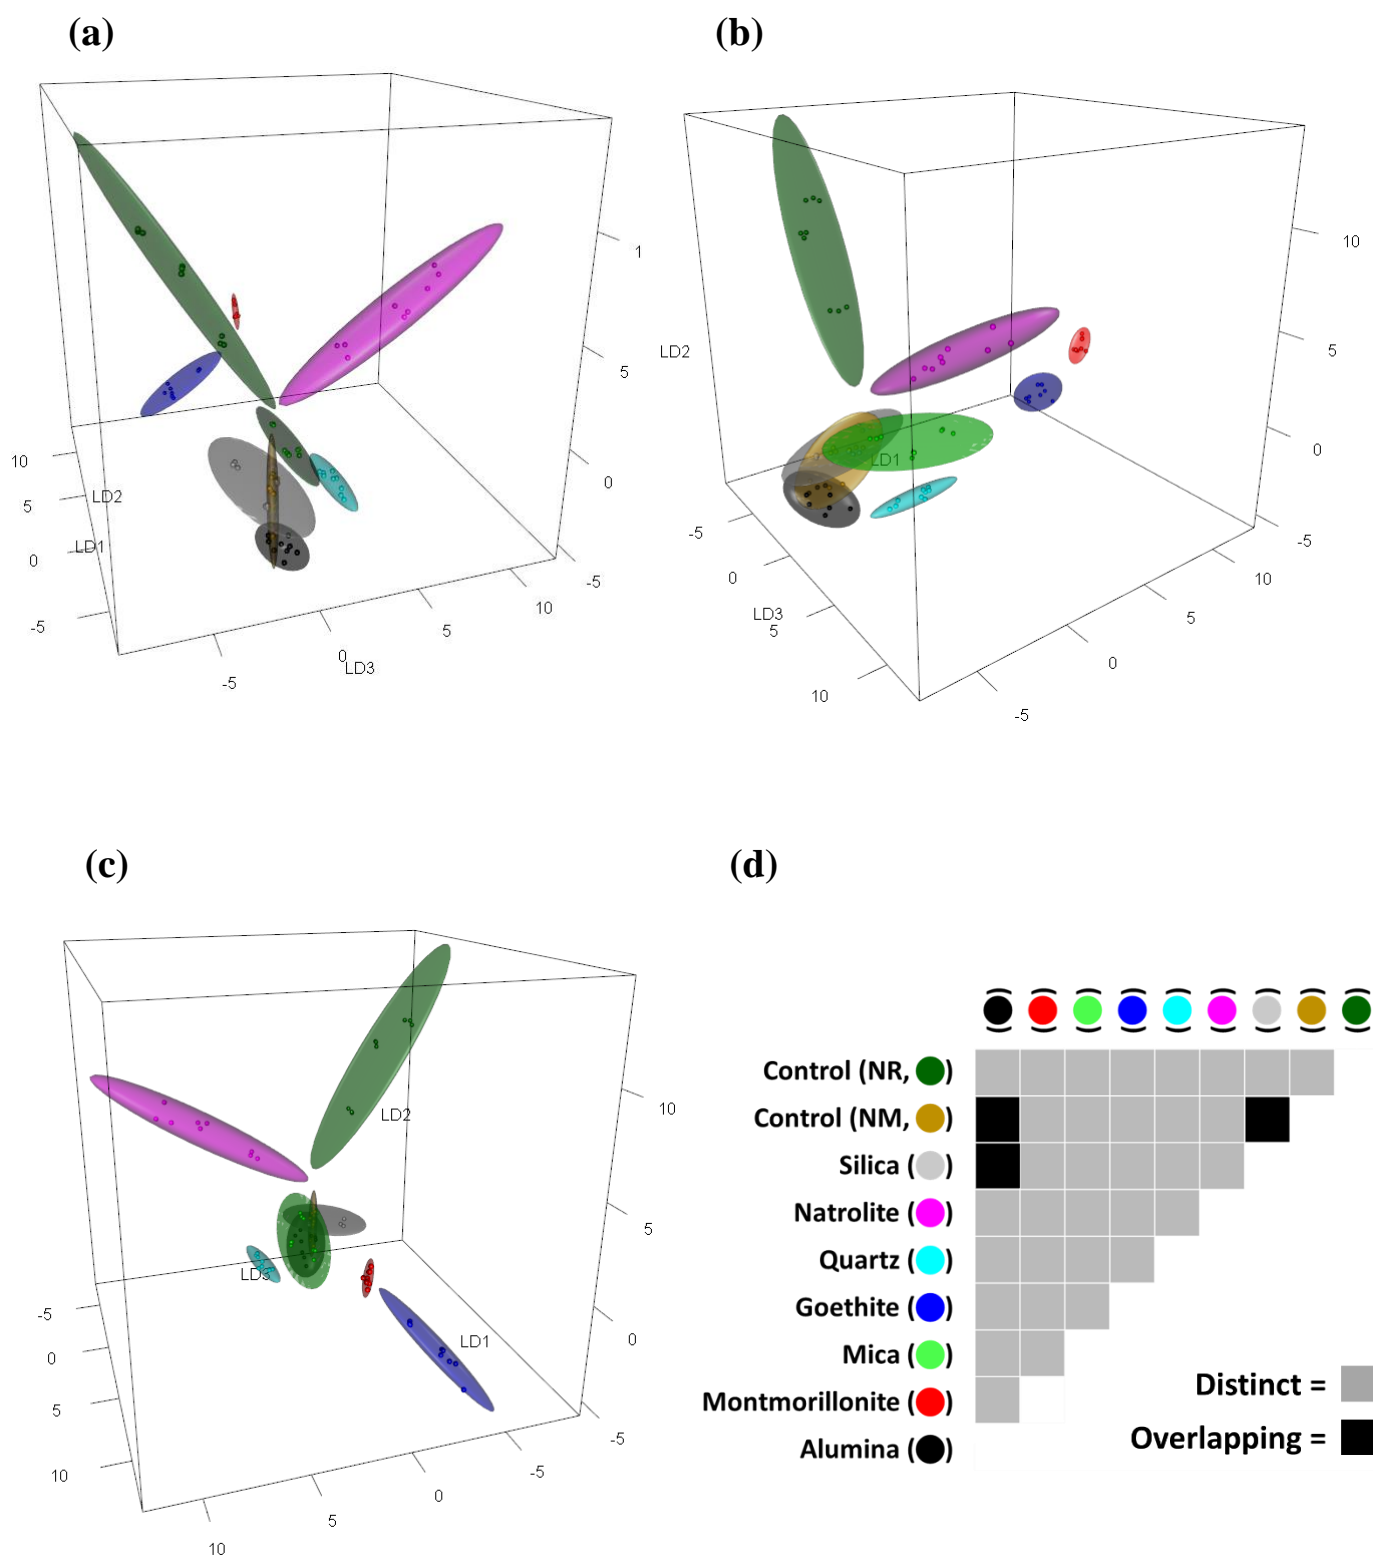 (a)
(b)
1
5
0
-5
10
5
0
-5
10
5
0
-5
LD2
LD1
LD3
10
5
0
-5
10
5
0
-5
-5
0
5
10
LD2
LD1
LD3
(c)
(d)
10
5
0
-5
-5
0
5
10
-5
0
5
10
LD2
LD3
LD1
Control (NR, )
Control (NM, )
Silica ( )
Natrolite ( )
Quartz ( )
Goethite ( )
Mica ( )
Montmorillonite ( )
Alumina ( )
Distinct =
Overlapping =